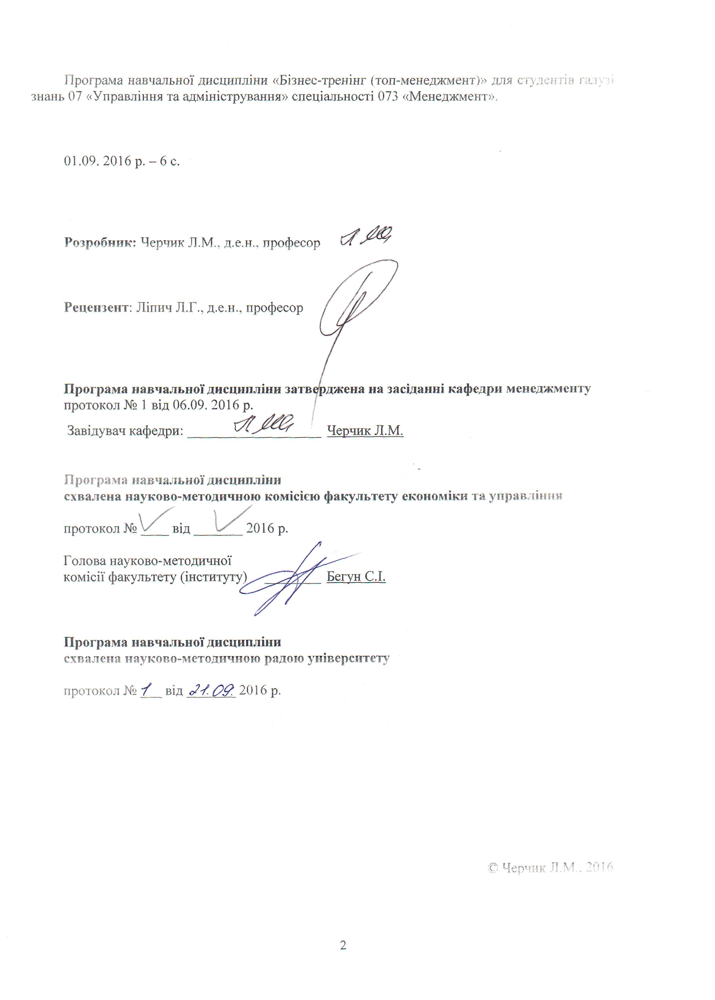 Програма навчальної дисципліни «Бізнес-тренінг (топ-менеджмент)» для студентів галузі
знань 07 «Управління та адміністрування» спеціальності 073 «Менеджмент».
01.09. 2016 р. – 6 с.
Розробник: Черчик Л.М., д.е.н., професор
Рецензент: Ліпич Л.Г., д.е.н., професор
Програма навчальної дисципліни затверджена на засіданні кафедри менеджменту
протокол № 1 від 06.09. 2016 р.
Завідувач кафедри: ___________________ Черчик Л.М.
Програма навчальної дисципліни
схвалена науково-методичною комісією факультету економіки та управління
протокол № ____ від _______ 2016 р.
Голова науково-методичної
комісії факультету (інституту) ________ Бегун С.І.
Програма навчальної дисципліни
схвалена науково-методичною радою університету
протокол № 1 від 21.09. 2016 р.
© Черчик Л.М., 2016
2